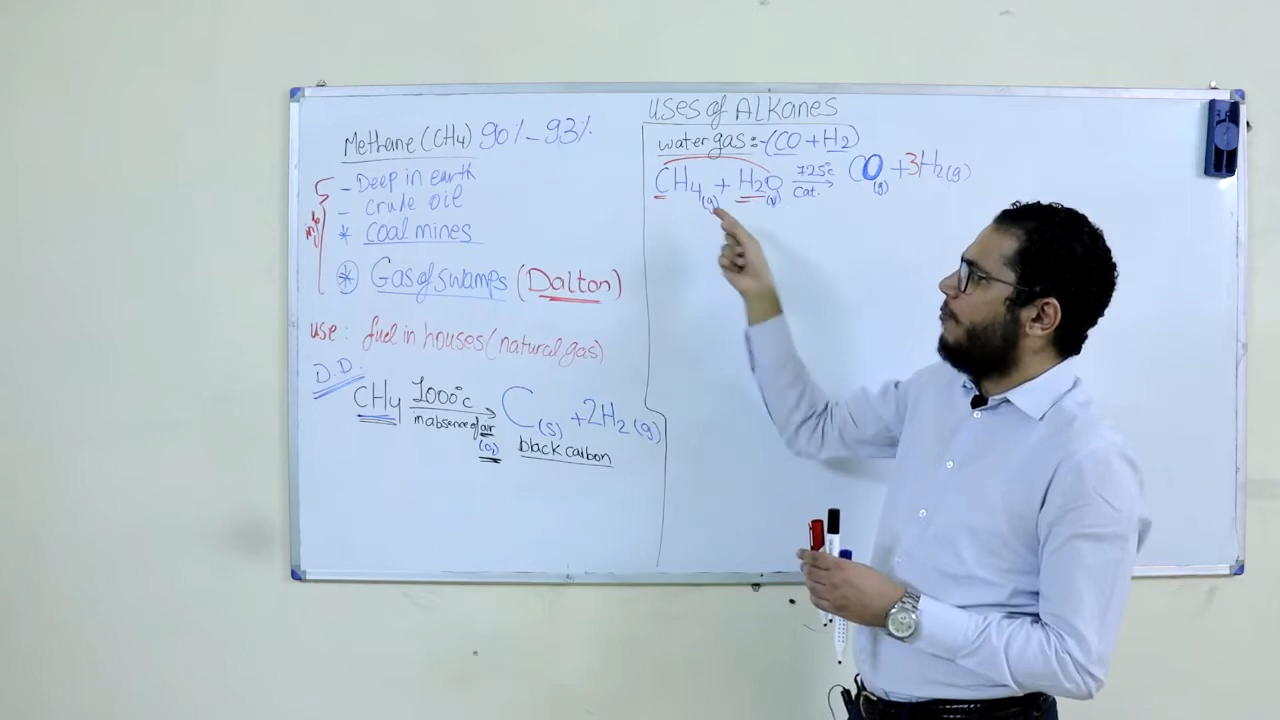 Methane (CH4) 90% - 93%
- Deep in earth
- Crude oil
* Coal mines
* Gas of swamps (Dalton)
use: fuel in houses (natural gas)
D.D.
CH4 1000°c in absence of air (O2) → C(s) + 2H2(g)
black carbon
uses of ALKanes
water gas:- (CO + H2)
CH4(g) + H2O(v) 725°c Cat. → CO(g) + 3H2(g)